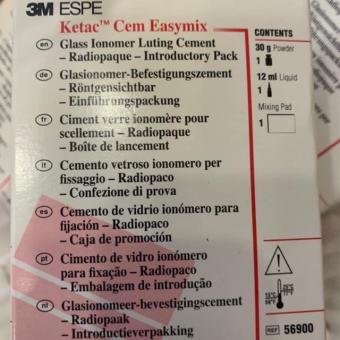 3M ESPE
Ketac™ Cem Easymix
en Glass Ionomer Luting Cement
– Radiopaque – Introductory Pack
de Glasionomer-Befestigungszement
– Röntgensichtbar
– Einführungspackung
fr Ciment verre ionomère pour
scellement – Radiopaque
– Boîte de lancement
it Cemento vetroso ionomero per
fissaggio – Radiopaco
– Confezione di prova
es Cemento de vidrio ionómero para
fijación – Radiopaco
– Caja de promoción
pt Cimento de vidro ionómero
para fixação – Radiopaco
– Embalagem de introdução
nl Glasionomeer-bevestigingscement
– Radiopaak
– Introductieverpakking
CONTENTS
30 g Powder
1
12 ml Liquid
1
Mixing Pad
1
REF 56900